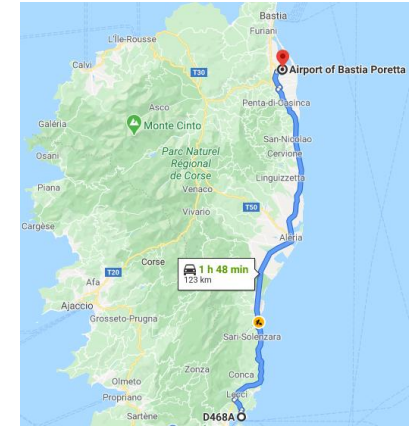 Bastia
Furiani
L'Île-Rousse
Calvi
Airport of Bastia Poretta
T30
Asco
Penta-di-Casinca
Galéria
Monte Cinto
San-Nicolao
Cervione
Osani
Parc Naturel
Régional
de Corse
Linguizzetta
Piana
Venaco
Vivario
T50
Cargèse
Aléria
T20
Corse
1 h 48 min
123 km
Afa
Ajaccio
Grosseto-Prugna
Sari-Solenzara
Zonza
Conca
Olmeto
Propriano
Lecci
Sartène
D468A